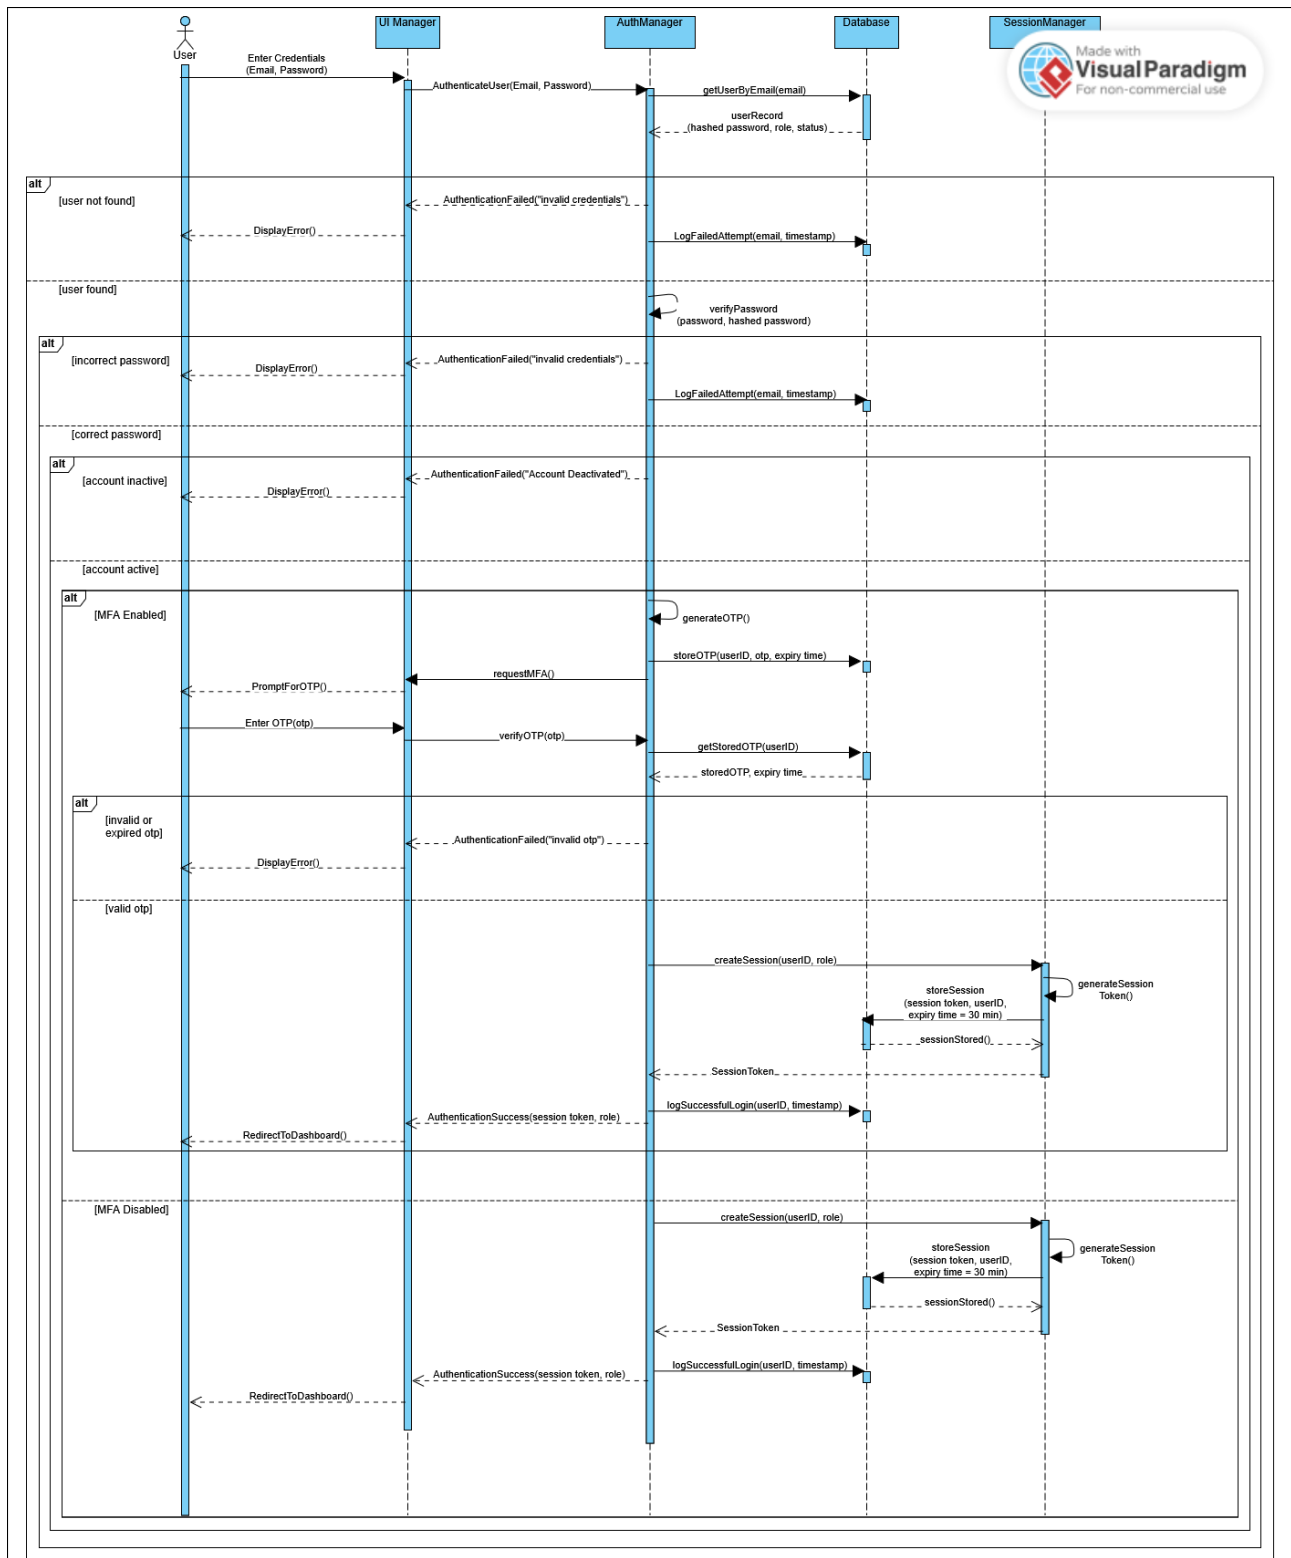 UI Manager
AuthManager
Database
SessionManager
User
Made with
Visual Paradigm
For non-commercial use
Enter Credentials
(Email, Password)
AuthenticateUser(Email, Password)
getUserByEmail(email)
userRecord
(hashed password, role, status)
alt
[user not found]
AuthenticationFailed("invalid credentials")
DisplayError()
LogFailedAttempt(email, timestamp)
[user found]
verifyPassword
(password, hashed password)
alt
[incorrect password]
AuthenticationFailed("invalid credentials")
DisplayError()
LogFailedAttempt(email, timestamp)
[correct password]
alt
[account inactive]
AuthenticationFailed("Account Deactivated")
DisplayError()
[account active]
alt
[MFA Enabled]
generateOTP()
storeOTP(userID, otp, expiry time)
requestMFA()
PromptForOTP()
Enter OTP(otp)
verifyOTP(otp)
getStoredOTP(userID)
storedOTP, expiry time
alt
[invalid or
expired otp]
AuthenticationFailed("invalid otp")
DisplayError()
[valid otp]
createSession(userID, role)
generateSession
Token()
storeSession
(session token, userID,
expiry time = 30 min)
sessionStored()
SessionToken
logSuccessfulLogin(userID, timestamp)
AuthenticationSuccess(session token, role)
RedirectToDashboard()
[MFA Disabled]
createSession(userID, role)
generateSession
Token()
storeSession
(session token, userID,
expiry time = 30 min)
sessionStored()
SessionToken
logSuccessfulLogin(userID, timestamp)
AuthenticationSuccess(session token, role)
RedirectToDashboard()